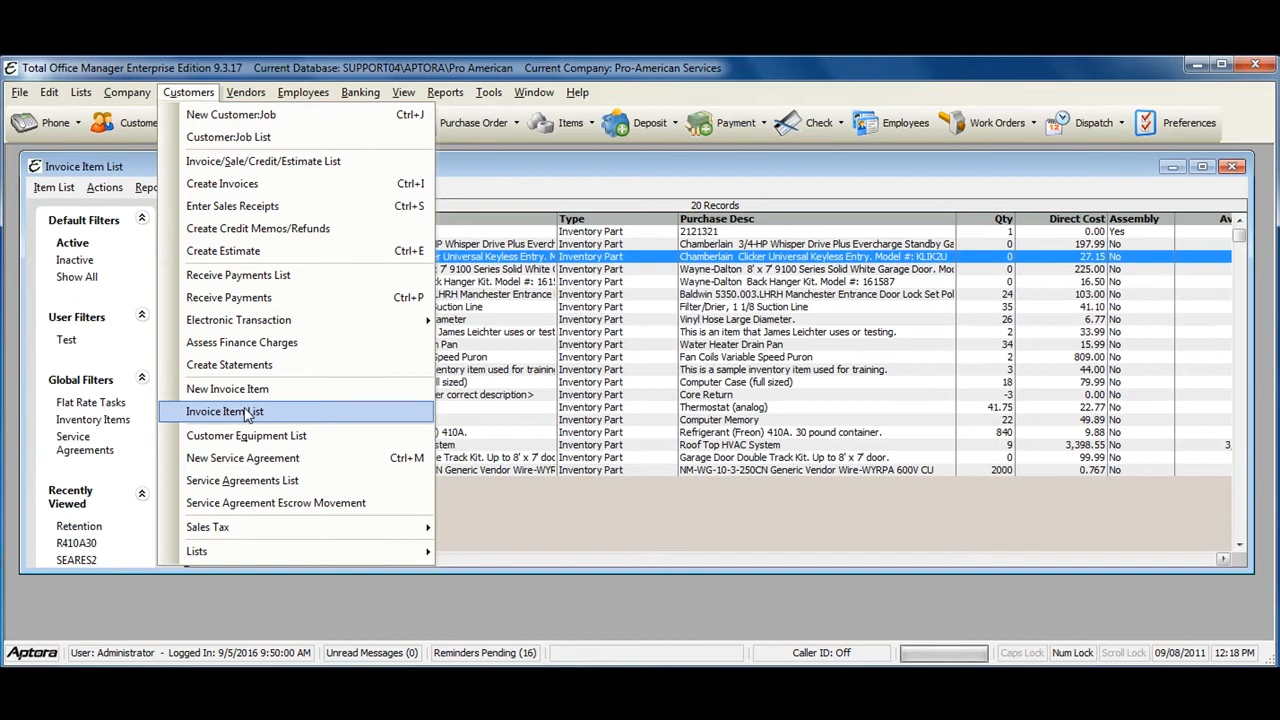 Total Office Manager Enterprise Edition 9.3.17 Current Database: SUPPORT04\APTORA\Pro American Current Company: Pro-American Services
File Edit Lists Company Customers Vendors Employees Banking View Reports Tools Window Help
Phone Custome Purchase Order Items Deposit Payment Check Employees Work Orders Dispatch Preferences
Invoice Item List
Item List Actions Repo
New Customer:Job Ctrl+J
Customer:Job List
Invoice/Sale/Credit/Estimate List
Create Invoices Ctrl+I
Enter Sales Receipts Ctrl+S
Create Credit Memos/Refunds
Create Estimate Ctrl+E
Receive Payments List
Receive Payments Ctrl+P
Electronic Transaction
Assess Finance Charges
Create Statements
New Invoice Item
Invoice Item List
Customer Equipment List
New Service Agreement Ctrl+M
Service Agreements List
Service Agreement Escrow Movement
Sales Tax
Lists
Default Filters
Active
Inactive
Show All
User Filters
Test
Global Filters
Flat Rate Tasks
Inventory Items
Service
Agreements
Recently
Viewed
Retention
R410A30
SEARES2
20 Records
Type Purchase Desc Qty Direct Cost Assembly Av
Inventory Part 2121321 1 0.00 Yes
HP Whisper Drive Plus Everch Inventory Part Chamberlain 3/4-HP Whisper Drive Plus Evercharge Standby Ga 0 197.99 No
er Universal Keyless Entry. M Inventory Part Chamberlain Clicker Universal Keyless Entry. Model #: KLIK2U 0 27.15 No
x 7' 9100 Series Solid White G Inventory Part Wayne-Dalton 8' x 7' 9100 Series Solid White Garage Door. Mo 0 225.00 No
k Hanger Kit. Model #: 16158 Inventory Part Wayne-Dalton Back Hanger Kit. Model #: 161587 0 16.50 No
.LHRH Manchester Entrance Inventory Part Baldwin 5350.003.LHRH Manchester Entrance Door Lock Set Pol 24 103.00 No
Suction Line Inventory Part Filter/Drier, 1 1/8 Suction Line 35 41.10 No
Diameter. Inventory Part Vinyl Hose Large Diameter. 26 6.77 No
at James Leichter uses or test Inventory Part This is an item that James Leichter uses or testing. 2 33.99 No
n Pan Inventory Part Water Heater Drain Pan 34 15.99 No
Speed Puron Inventory Part Fan Coils Variable Speed Puron 2 809.00 No
entory item used for training. Inventory Part This is a sample inventory item used for training. 3 44.00 No
ll sized) Inventory Part Computer Case (full sized) 18 79.99 No
er correct description> Inventory Part Core Return -3 0.00 No
Inventory Part Thermostat (analog) 41.75 22.77 No
Inventory Part Computer Memory 22 49.89 No
410A. Inventory Part Refrigerant (Freon) 410A. 30 pound container. 840 9.88 No
stem Inventory Part Roof Top HVAC System 9 3,398.55 No 3,
Track Kit. Up to 8' x 7' doors Inventory Part Garage Door Double Track Kit. Up to 8' x 7' door. 0 99.99 No
N Generic Vendor Wire-WYR Inventory Part NM-WG-10-3-250CN Generic Vendor Wire-WYRPA 600V CU 2000 0.767 No
Aptora User: Administrator - Logged In: 9/5/2016 9:50:00 AM Unread Messages (0) Reminders Pending (16) Caller ID: Off Caps Lock Num Lock Scroll Lock 09/08/2011 12:18 PM